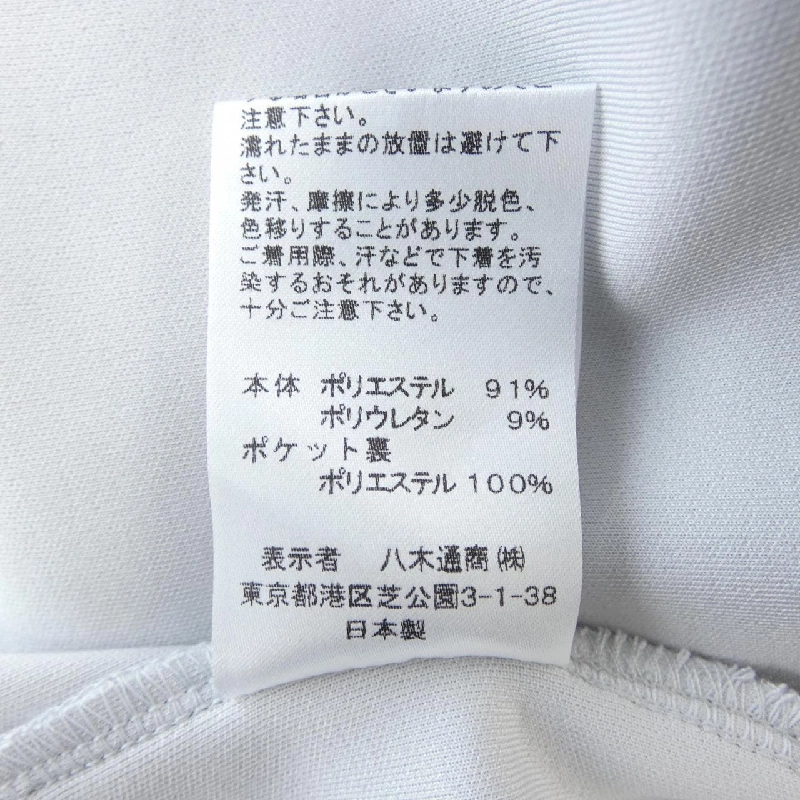 注意下さい。
濡れたままの放置は避けて下
さい。
発汗、摩擦により多少脱色、
色移りすることがあります。
ご着用際、汗などで下着を汚
染するおそれがありますので、
十分ご注意下さい。
本体 ポリエステル 91%
ポリウレタン 9%
ポケット裏
ポリエステル 100%
表示者 八木通商㈱
東京都港区芝公園3-1-38
日本製